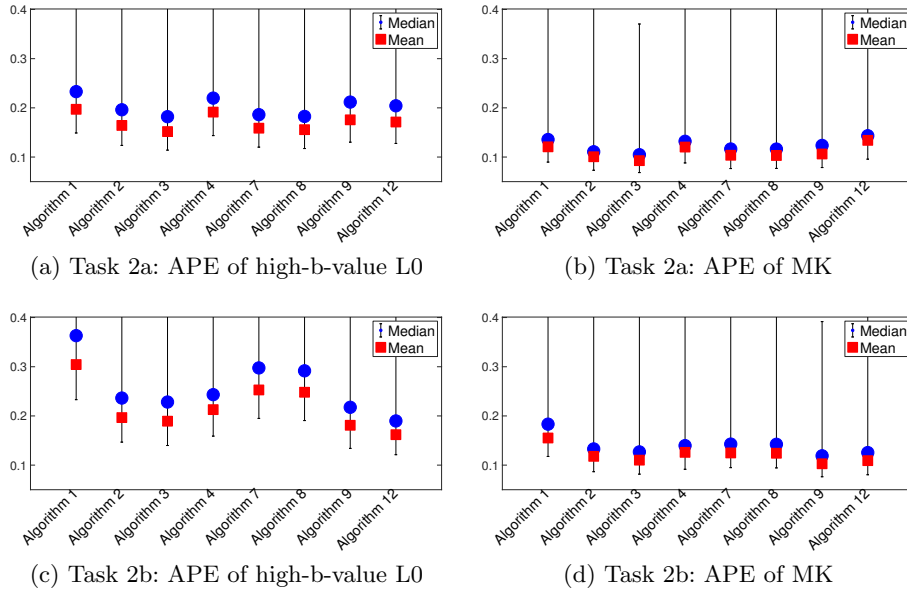 0.4
0.3
0.2
0.1
Median
Mean
Algorithm 1
Algorithm 2
Algorithm 3
Algorithm 4
Algorithm 7
Algorithm 8
Algorithm 9
Algorithm 12
(a) Task 2a: APE of high-b-value L0
0.4
0.3
0.2
0.1
Median
Mean
Algorithm 1
Algorithm 2
Algorithm 3
Algorithm 4
Algorithm 7
Algorithm 8
Algorithm 9
Algorithm 12
(b) Task 2a: APE of MK
0.4
0.3
0.2
0.1
Median
Mean
Algorithm 1
Algorithm 2
Algorithm 3
Algorithm 4
Algorithm 7
Algorithm 8
Algorithm 9
Algorithm 12
(c) Task 2b: APE of high-b-value L0
0.4
0.3
0.2
0.1
Median
Mean
Algorithm 1
Algorithm 2
Algorithm 3
Algorithm 4
Algorithm 7
Algorithm 8
Algorithm 9
Algorithm 12
(d) Task 2b: APE of MK